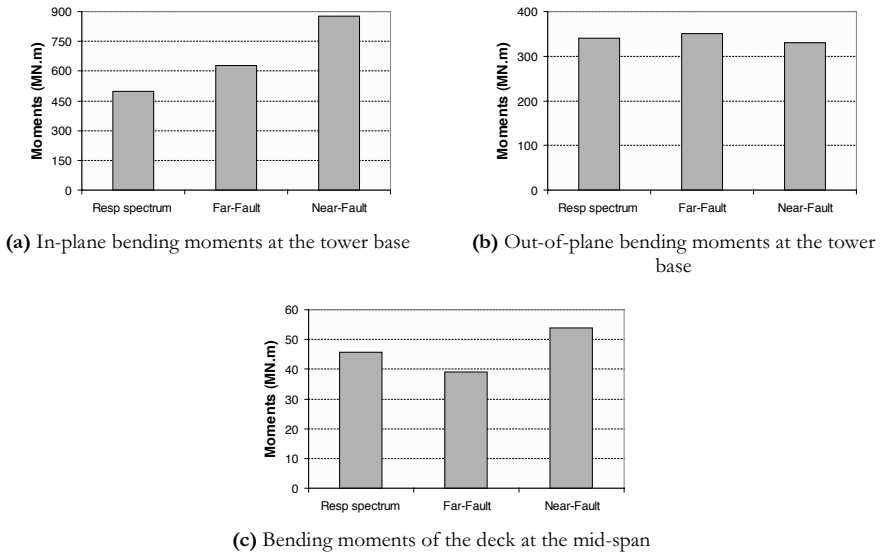 900
750
600
450
300
150
0
Moments (MN.m)
Resp spectrum Far-Fault Near-Fault
(a) In-plane bending moments at the tower base
400
300
200
100
0
Moments (MN.m)
Resp spectrum Far-Fault Near-Fault
(b) Out-of-plane bending moments at the tower
base
60
50
40
30
20
10
0
Moments (MN.m)
Resp spectrum Far-Fault Near-Fault
(c) Bending moments of the deck at the mid-span